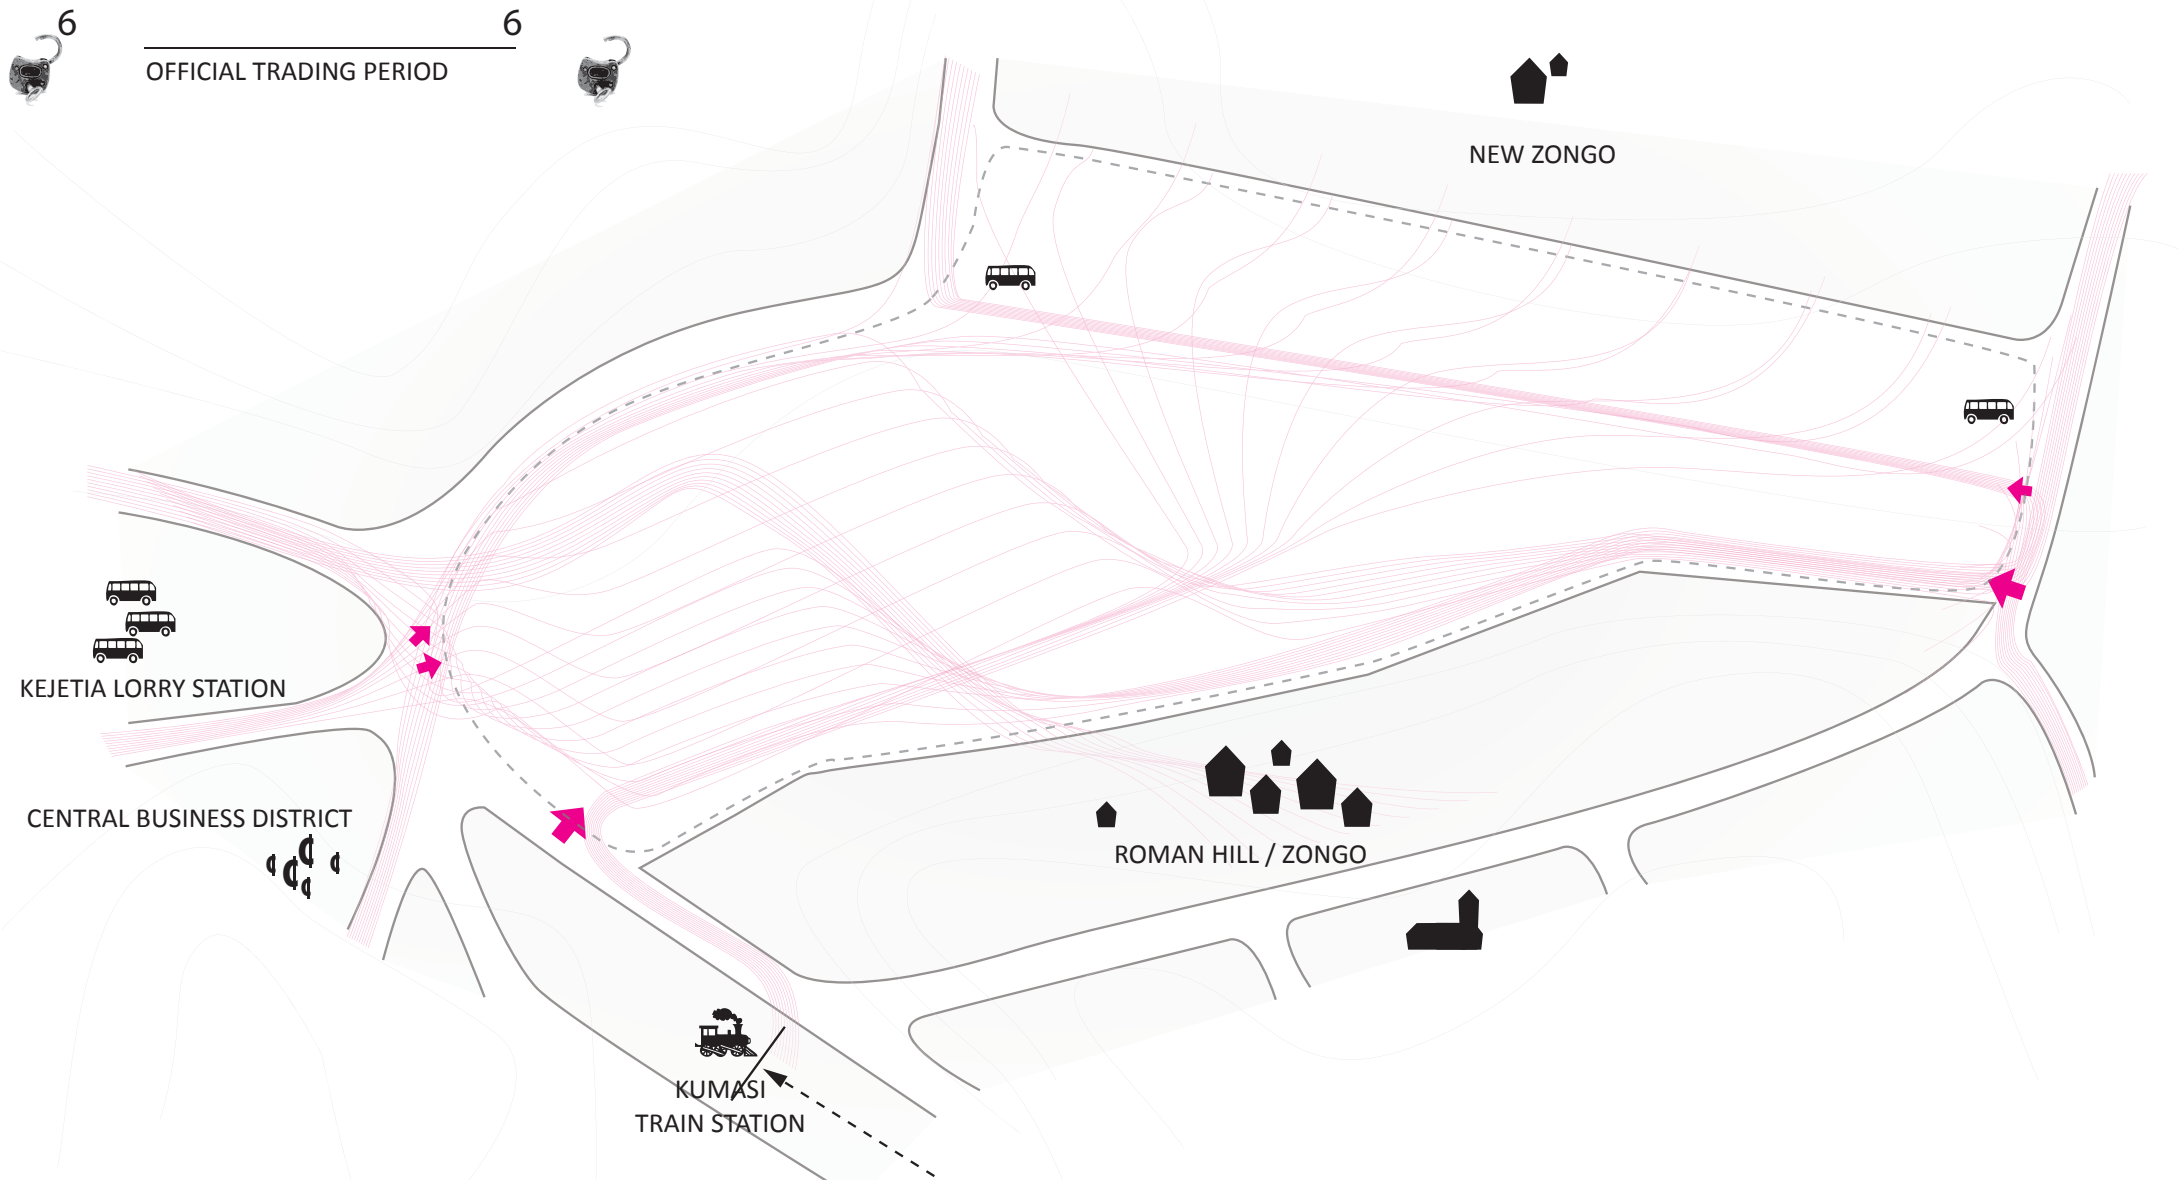 6
6
OFFICIAL TRADING PERIOD
NEW ZONGO
KEJETIA LORRY STATION
CENTRAL BUSINESS DISTRICT
₵ ₵ ₵ ₵ ₵
ROMAN HILL / ZONGO
KUMASI
TRAIN STATION